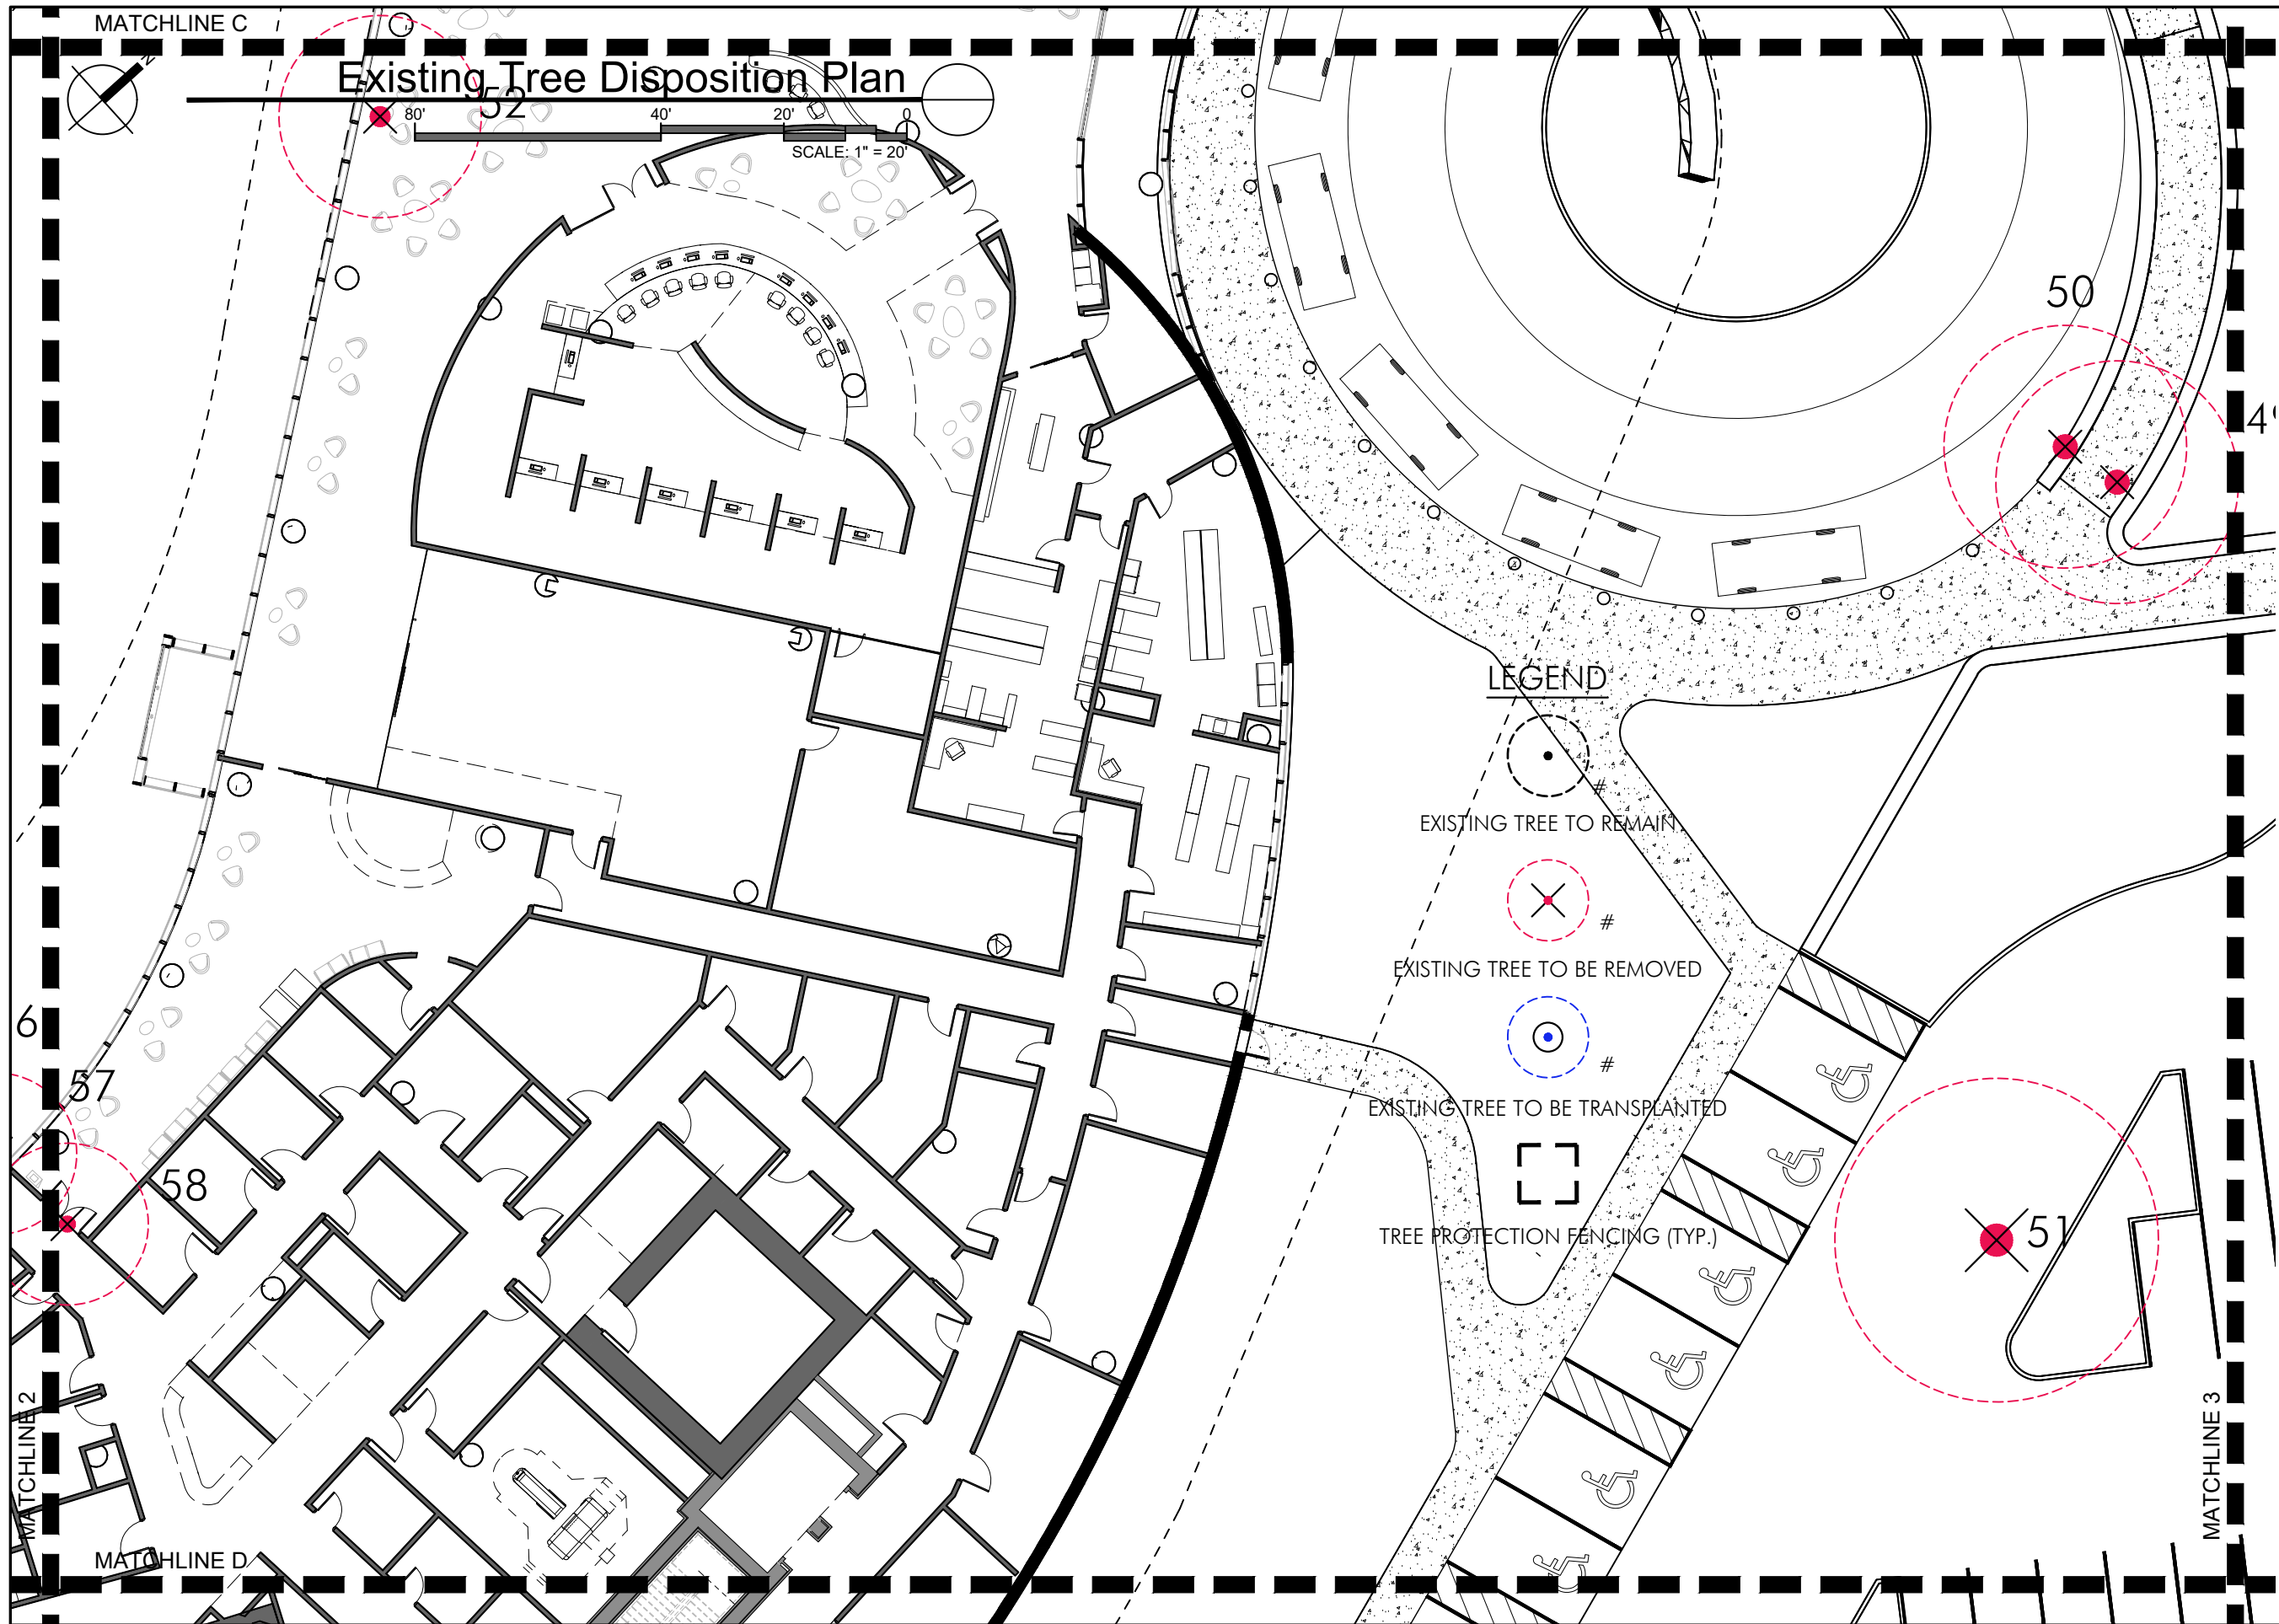 MATCHLINE C
Existing Tree Disposition Plan
52
80' 40' 20' 0
SCALE: 1" = 20'
50
LEGEND
#
EXISTING TREE TO REMAIN
#
EXISTING TREE TO BE REMOVED
#
EXISTING TREE TO BE TRANSPLANTED
TREE PROTECTION FENCING (TYP.)
57
58
51
MATCHLINE 2
MATCHLINE 3
MATCHLINE D